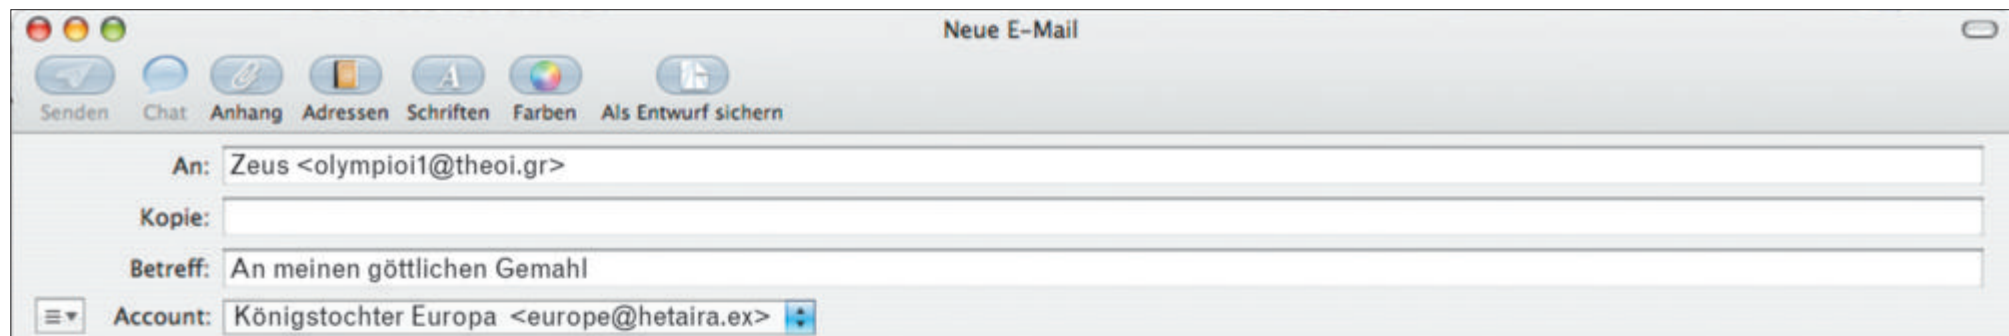 Neue E-Mail
Senden Chat Anhang Adressen Schriften Farben Als Entwurf sichern
An: Zeus <olympioi1@theoi.gr>
Kopie:
Betreff: An meinen göttlichen Gemahl
Account: Königstochter Europa <europe@hetaira.ex>